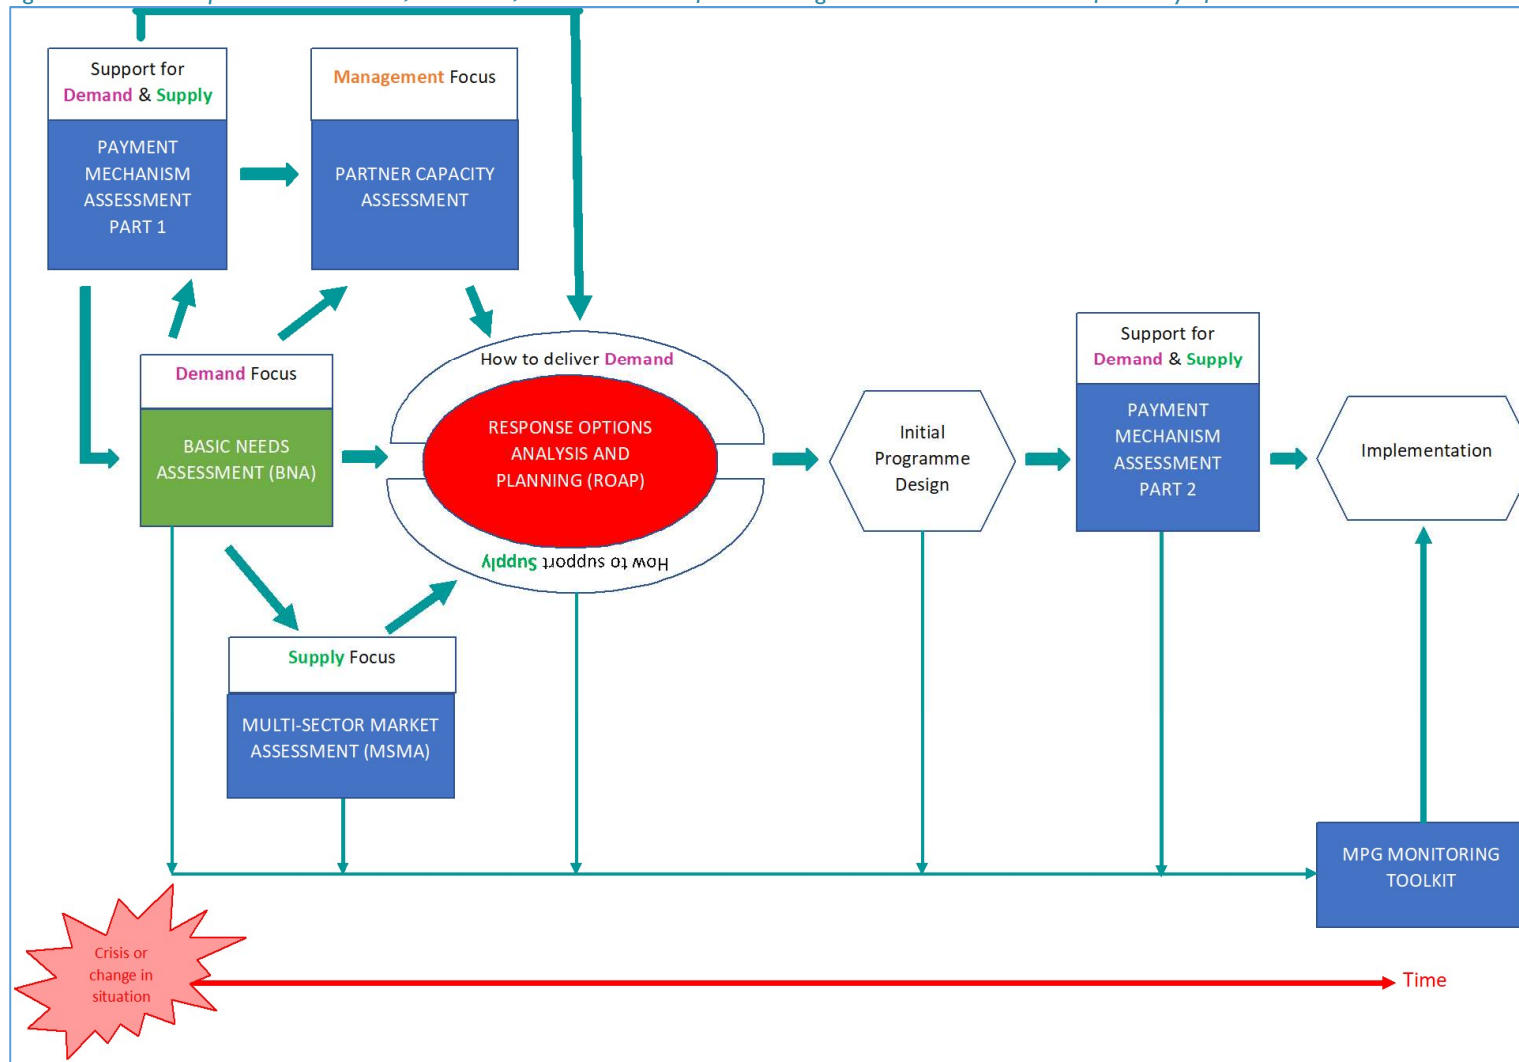 Support for
Demand & Supply
PAYMENT
MECHANISM
ASSESSMENT
PART 1
Management Focus
PARTNER CAPACITY
ASSESSMENT
Demand Focus
BASIC NEEDS
ASSESSMENT (BNA)
How to deliver Demand
RESPONSE OPTIONS
ANALYSIS AND
PLANNING (ROAP)
How to support Supply
Supply Focus
MULTI-SECTOR MARKET
ASSESSMENT (MSMA)
Initial
Programme
Design
Support for
Demand & Supply
PAYMENT
MECHANISM
ASSESSMENT
PART 2
Implementation
MPG MONITORING
TOOLKIT
Crisis or
change in
situation
Time